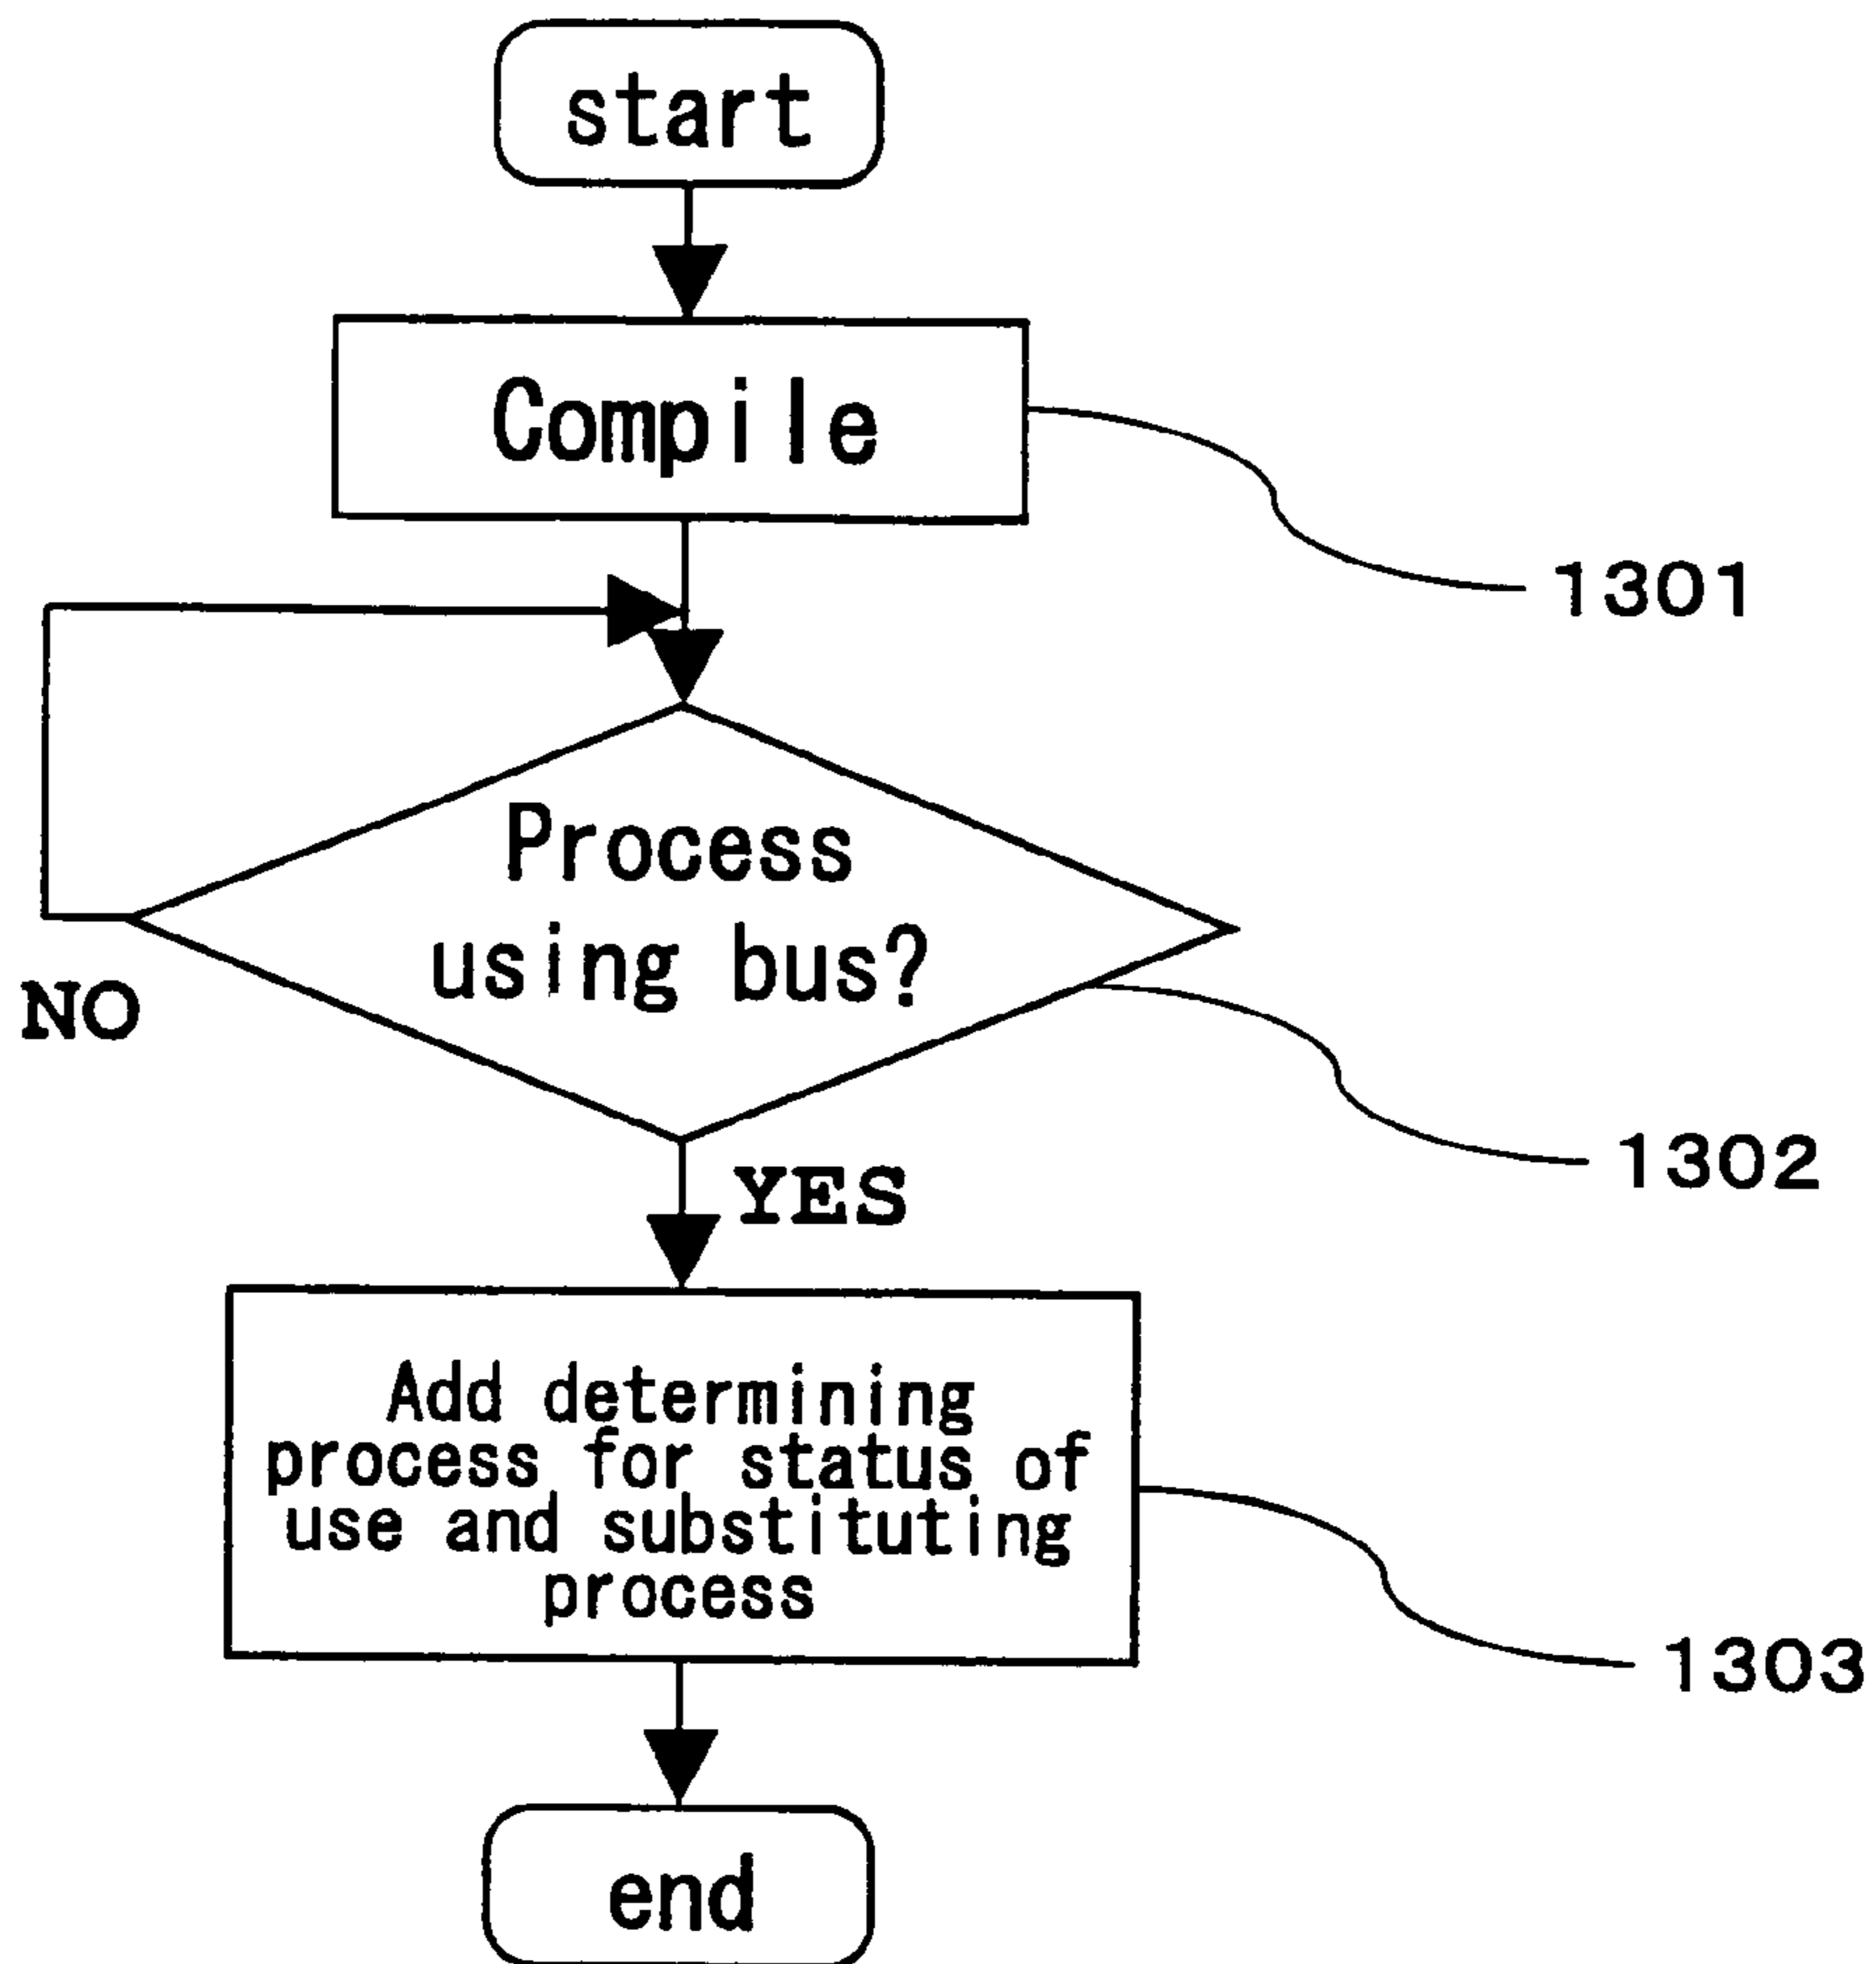 start
Compile
1301
Process
using bus?
NO
1302
YES
Add determining
process for status of
use and substituting
process
1303
end